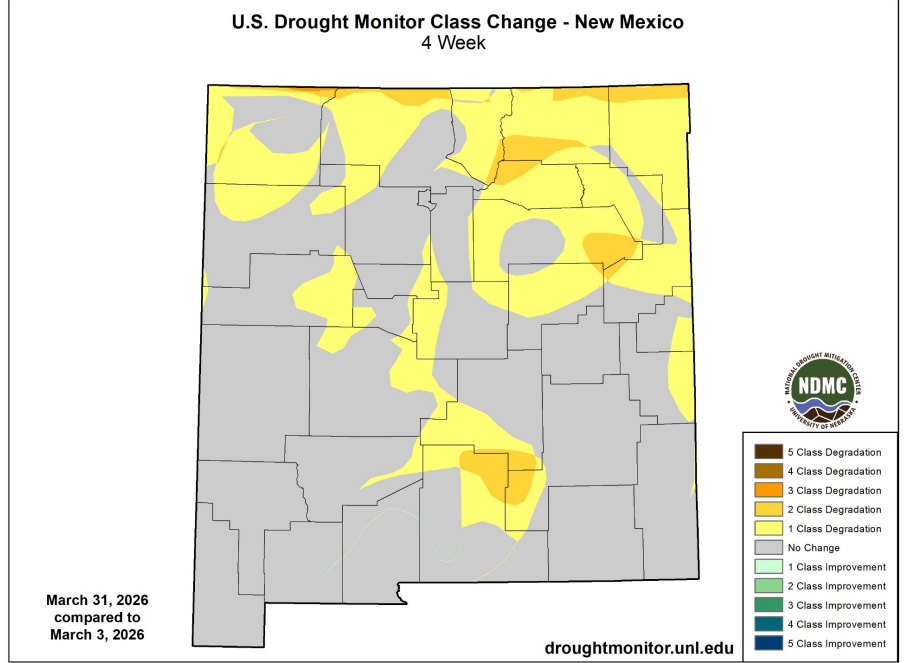 U.S. Drought Monitor Class Change - New Mexico
4 Week
NATIONAL DROUGHT MITIGATION CENTER
NDMC
UNIVERSITY OF NEBRASKA
5 Class Degradation
4 Class Degradation
3 Class Degradation
2 Class Degradation
1 Class Degradation
No Change
1 Class Improvement
2 Class Improvement
3 Class Improvement
4 Class Improvement
5 Class Improvement
March 31, 2026
compared to
March 3, 2026
droughtmonitor.unl.edu